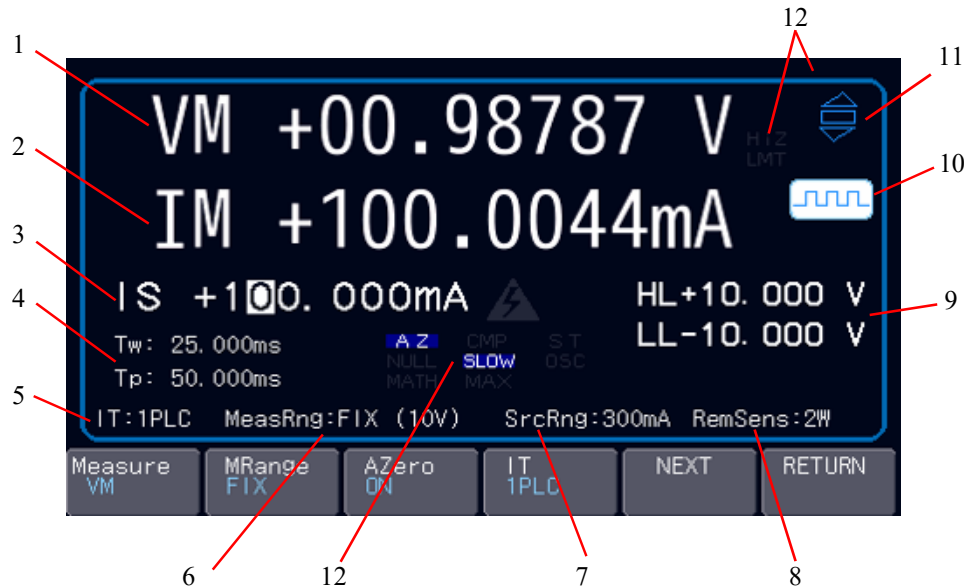 12
1
11
VM +00.98787 V
HIZ
LMT
2
10
IM +100.0044mA
3
IS +100.000mA
HL+10.000 V
9
4
LL-10.000 V
Tw: 25.000ms
AZ CMP ST
NULL SLOW OSC
Tp: 50.000ms
MATH MAX
5
IT:1PLC MeasRng:FIX (10V) SrcRng:300mA RemSens:2W
Measure MRange AZero IT NEXT RETURN
VM FIX ON 1PLC
6 12 7 8